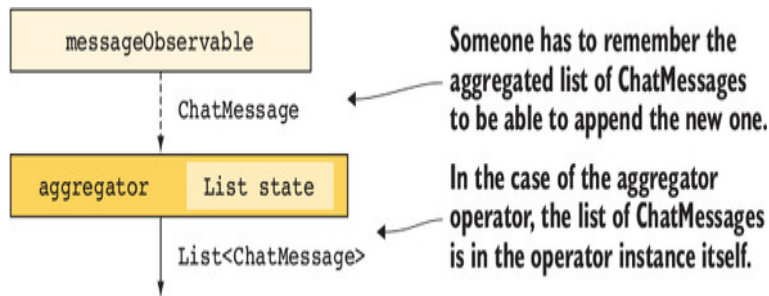 messageObservable
Someone has to remember the
aggregated list of ChatMessages
to be able to append the new one.
ChatMessage
aggregator
List state
In the case of the aggregator
operator, the list of ChatMessages
is in the operator instance itself.
List<ChatMessage>